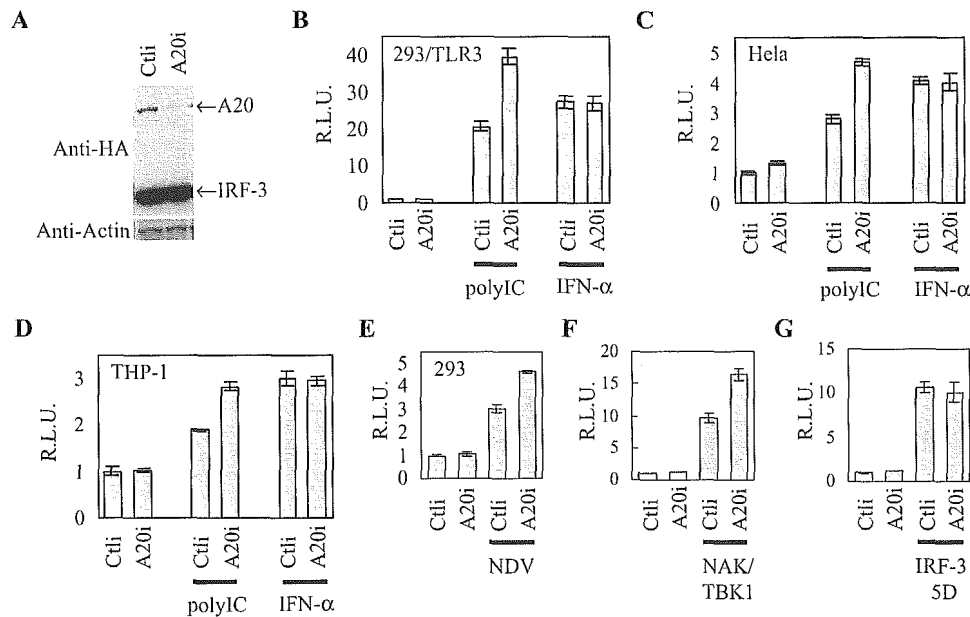 A
Ctli
A20i
←A20
Anti-HA
←IRF-3
Anti-Actin
B
293/TLR3
R.L.U.
40
30
20
10
0
Ctli
A20i
Ctli
A20i
Ctli
A20i
polyIC
IFN-α
C
Hela
R.L.U.
5
4
3
2
1
0
Ctli
A20i
Ctli
A20i
Ctli
A20i
polyIC
IFN-α
D
THP-1
R.L.U.
3
2
1
0
Ctli
A20i
Ctli
A20i
Ctli
A20i
polyIC
IFN-α
E
293
R.L.U.
5
4
3
2
1
0
Ctli
A20i
Ctli
A20i
NDV
F
R.L.U.
20
15
10
5
0
Ctli
A20i
Ctli
A20i
NAK/
TBK1
G
R.L.U.
15
10
5
0
Ctli
A20i
Ctli
A20i
IRF-3
5D